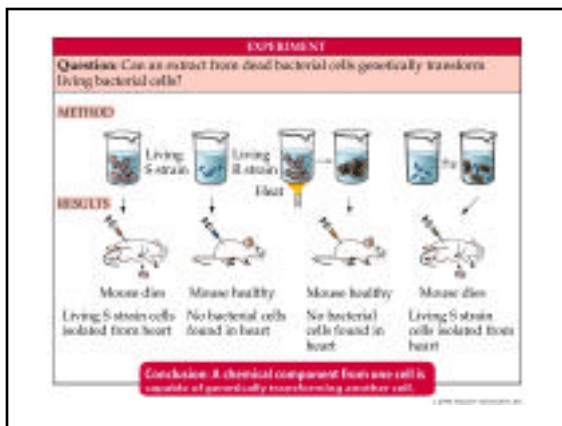 EXPERIMENT
Question: Can an extract from dead bacterial cells genetically transform
living bacterial cells?
METHOD
Living
S strain
Living
R strain
Heat
RESULTS
Mouse dies
Living S strain cells
isolated from heart
Mouse healthy
No bacterial cells
found in heart
Mouse healthy
No bacterial
cells found in
heart
Mouse dies
Living S strain
cells isolated from
heart
Conclusion: A chemical component from one cell is
capable of genetically transforming another cell.